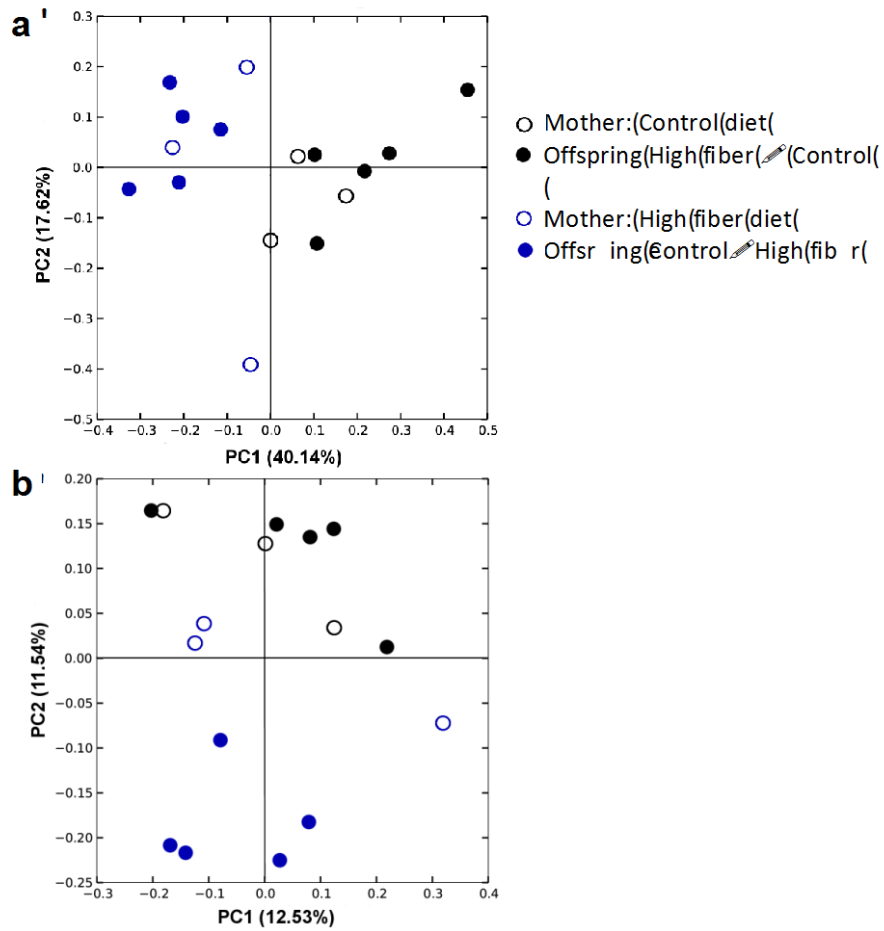 a '
0.3
0.2
0.1
0.0
−0.1
−0.2
−0.3
−0.4
−0.5
PC2 (17.62%)
−0.4 −0.3 −0.2 −0.1 0.0 0.1 0.2 0.3 0.4 0.5
PC1 (40.14%)
Mother:(Control(diet(
Offspring(High(fiber(🖉(Control(
(
Mother:(High(fiber(diet(
Offsr ing(Control🖉High(fib r(
b '
0.20
0.15
0.10
0.05
0.00
−0.05
−0.10
−0.15
−0.20
−0.25
PC2 (11.54%)
−0.3 −0.2 −0.1 0.0 0.1 0.2 0.3 0.4
PC1 (12.53%)